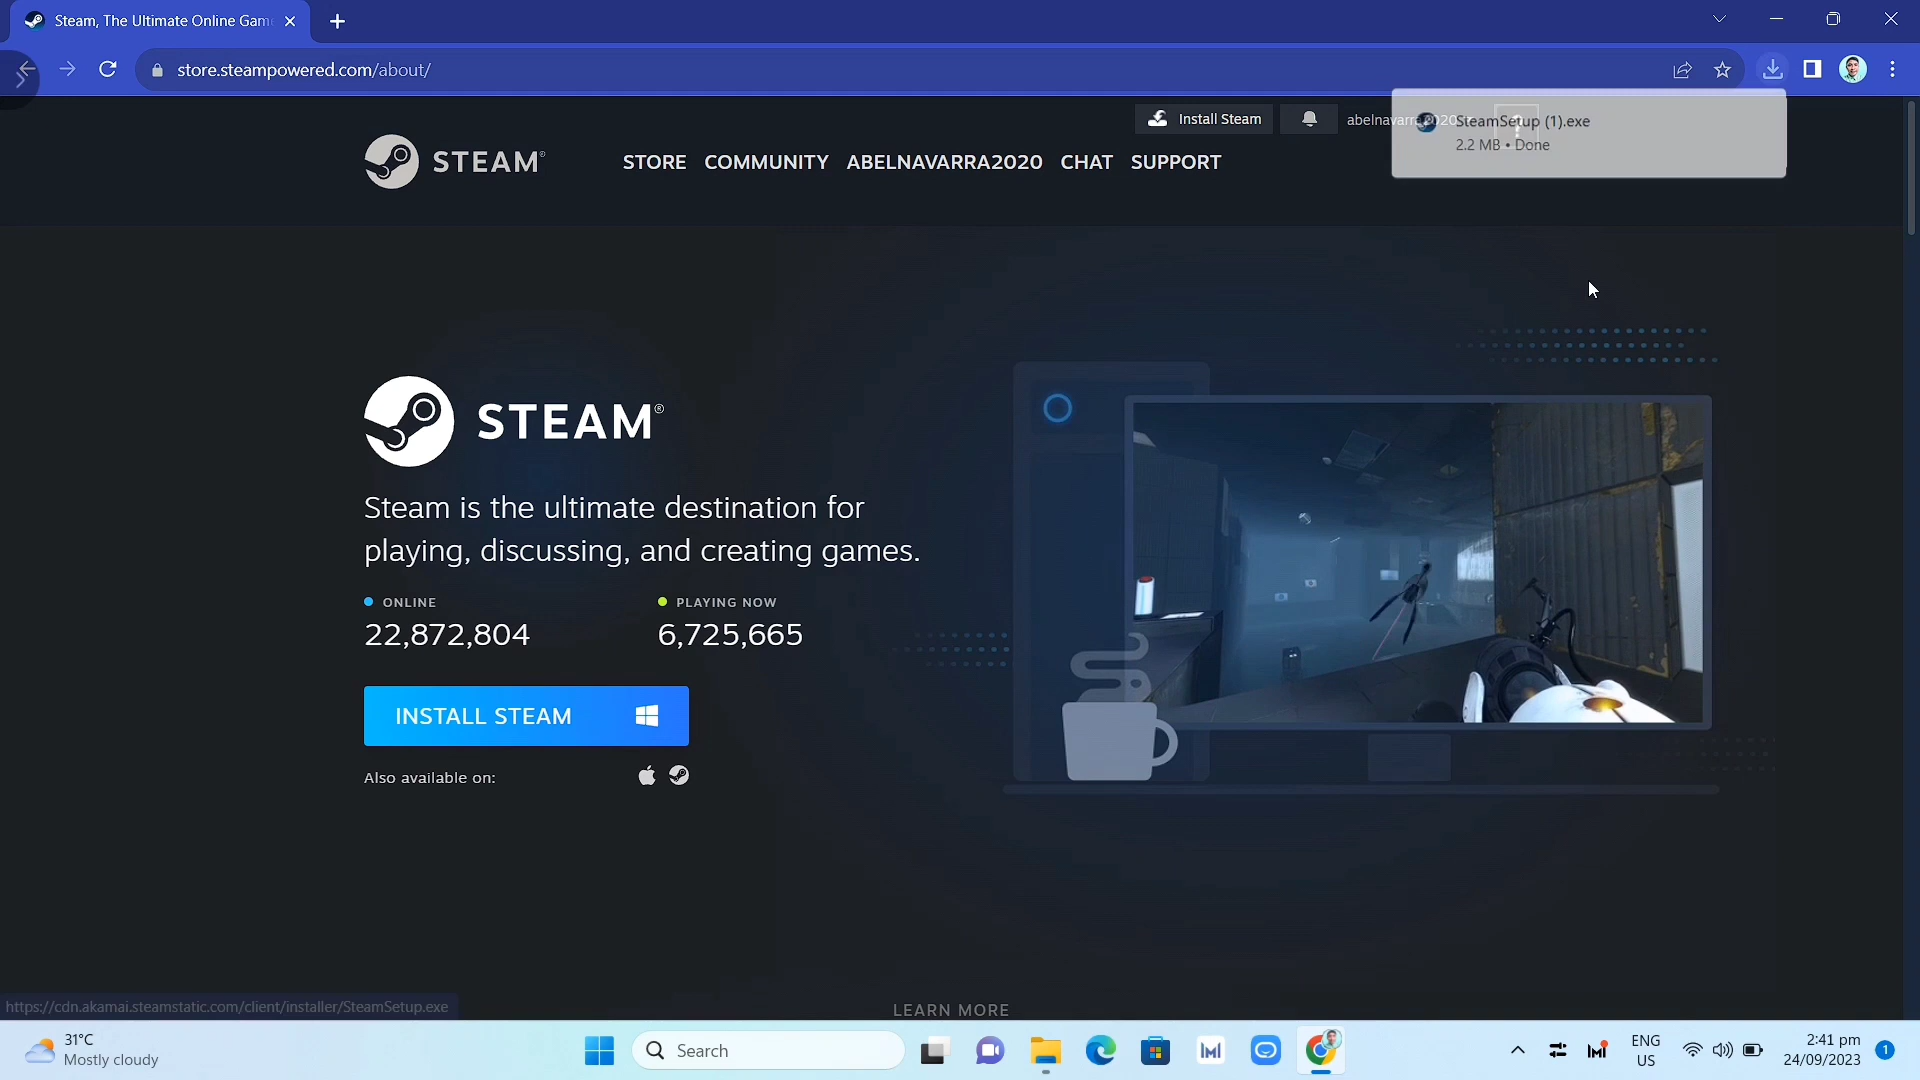 Steam, The Ultimate Online Gam
store.steampowered.com/about/
Install Steam
SteamSetup (1).exe
2.2 MB • Done
STEAM®
STORE COMMUNITY ABELNAVARRA2020 CHAT SUPPORT
STEAM®
Steam is the ultimate destination for
playing, discussing, and creating games.
ONLINE PLAYING NOW
22,872,804 6,725,665
INSTALL STEAM
Also available on:
LEARN MORE
https://cdn.akamai.steamstatic.com/client/installer/SteamSetup.exe
31°C
Mostly cloudy
Search
ENG
US
2:41 pm
24/09/2023
1